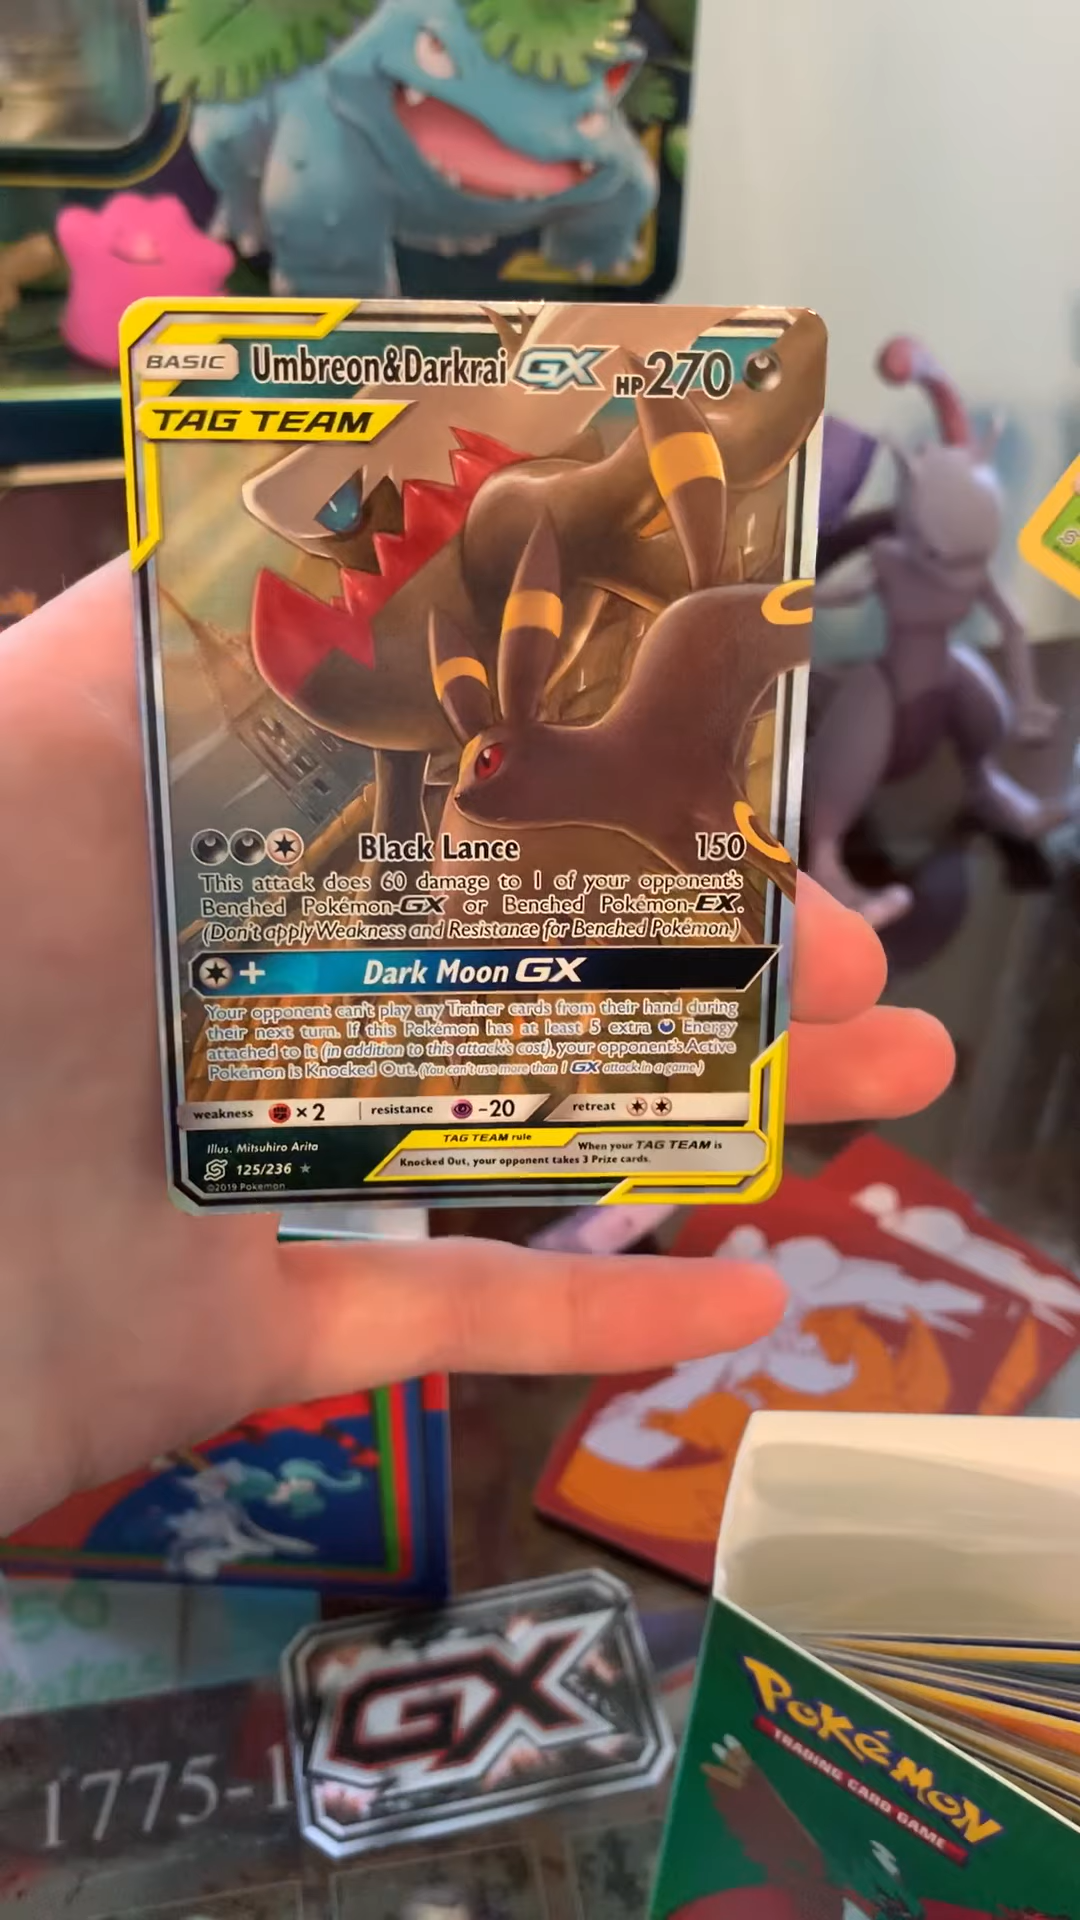 BASIC Umbreon&Darkrai GX HP 270
TAG TEAM
Black Lance 150
This attack does 60 damage to 1 of your opponent's
Benched Pokémon-GX or Benched Pokémon-EX.
(Don't apply Weakness and Resistance for Benched Pokémon.)
+ Dark Moon GX
Your opponent can't play any Trainer cards from their hand during
their next turn. If this Pokémon has at least 5 extra Energy
attached to it (in addition to this attack's cost), your opponent's Active
Pokémon is Knocked Out. (You can't use more than 1 GX attack in a game.)
weakness ×2 resistance -20 retreat
TAG TEAM rule
When your TAG TEAM is
Knocked Out, your opponent takes 3 Prize cards.
Illus. Mitsuhiro Arita
125/236
©2019 Pokémon
GX
1775-1
POKÉMON
TRADING CARD GAME